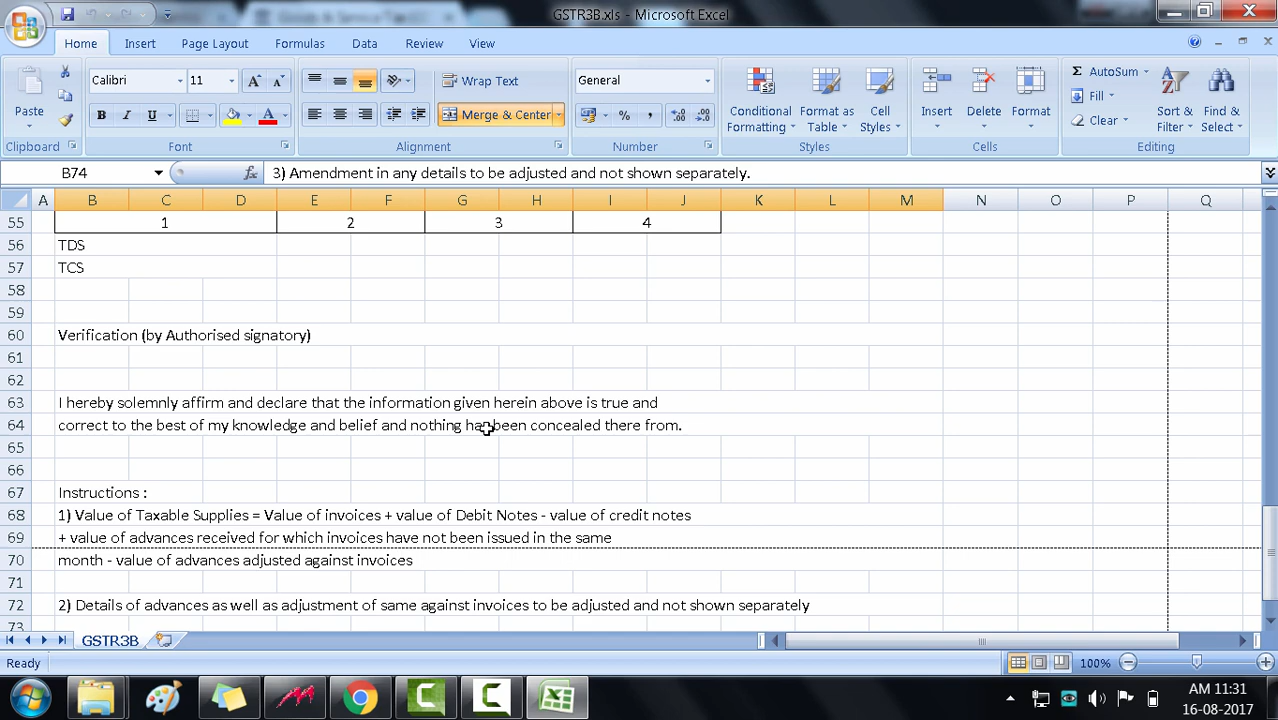 GSTR3B.xls - Microsoft Excel
Home Insert Page Layout Formulas Data Review View
Paste
Clipboard
Calibri 11
B I U A
Font
Wrap Text
Merge & Center
Alignment
General
% ,
Number
Conditional Formatting
Format as Table
Cell Styles
Styles
Insert Delete Format
Cells
Σ AutoSum
Fill
Clear
Sort & Filter
Find & Select
Editing
B74 fx 3) Amendment in any details to be adjusted and not shown separately.
A B C D E F G H I J K L M N O P Q
55 1 2 3 4
56 TDS
57 TCS
58
59
60 Verification (by Authorised signatory)
61
62
63 I hereby solemnly affirm and declare that the information given herein above is true and
64 correct to the best of my knowledge and belief and nothing has been concealed there from.
65
66
67 Instructions :
68 1) Value of Taxable Supplies = Value of invoices + value of Debit Notes - value of credit notes
69 + value of advances received for which invoices have not been issued in the same
70 month - value of advances adjusted against invoices
71
72 2) Details of advances as well as adjustment of same against invoices to be adjusted and not shown separately
73
GSTR3B
Ready 100%
AM 11:31
16-08-2017